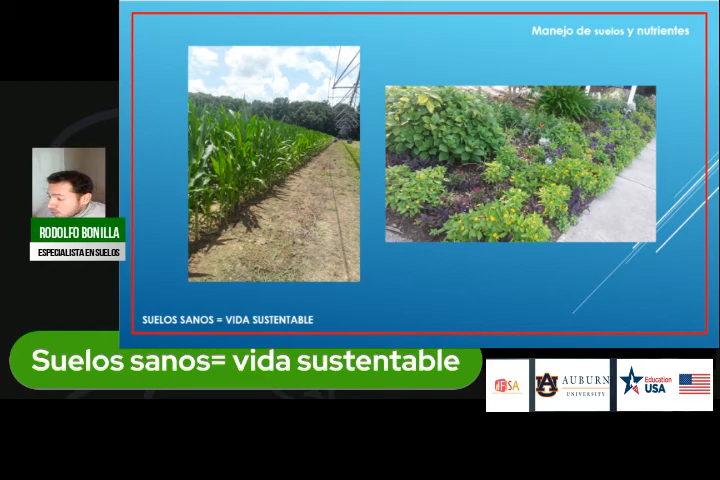 Manejo de suelos y nutrientes
RODOLFO BONILLA
ESPECIALISTA EN SUELOS
SUELOS SANOS = VIDA SUSTENTABLE
Suelos sanos= vida sustentable
AUBURN
UNIVERSITY
Education
USA